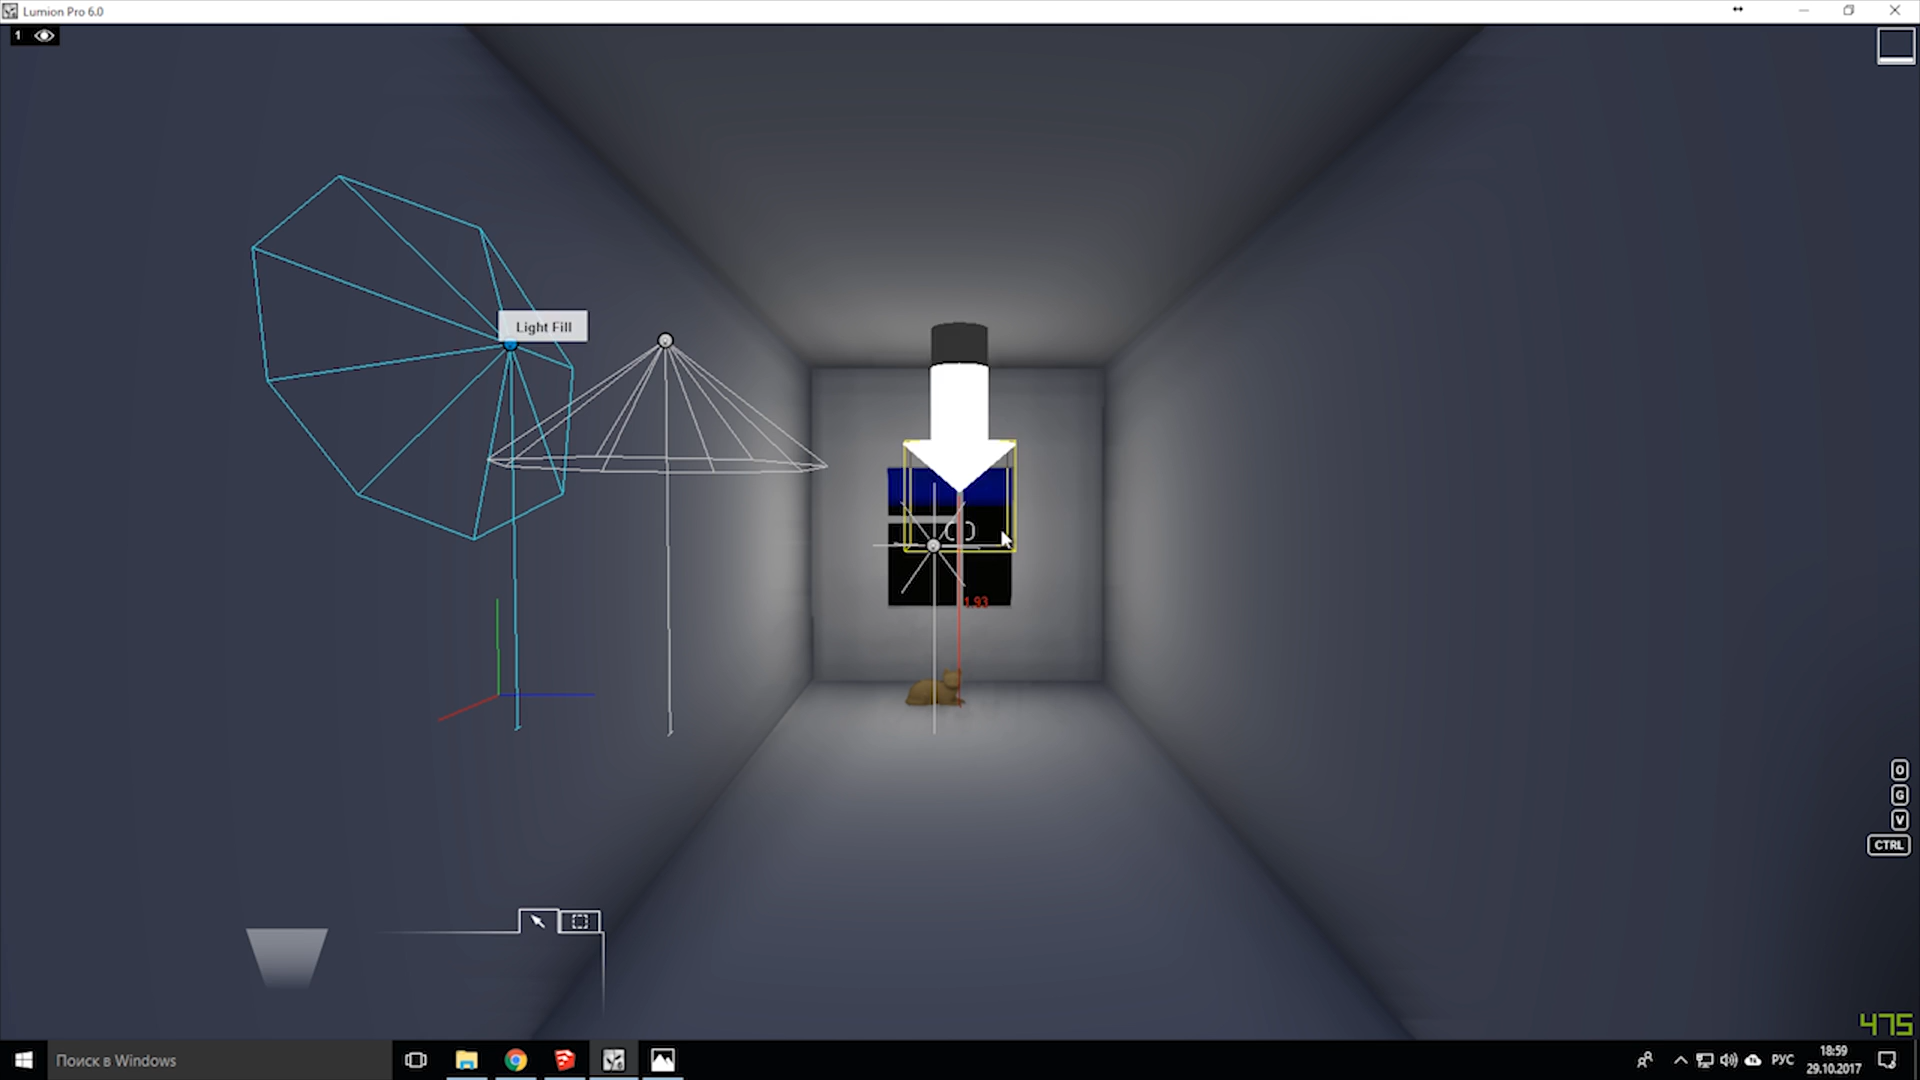 Lumion Pro 6.0
1
Light Fill
1.93
O
G
V
CTRL
475
Поиск в Windows
РУС
18:59
29.10.2017